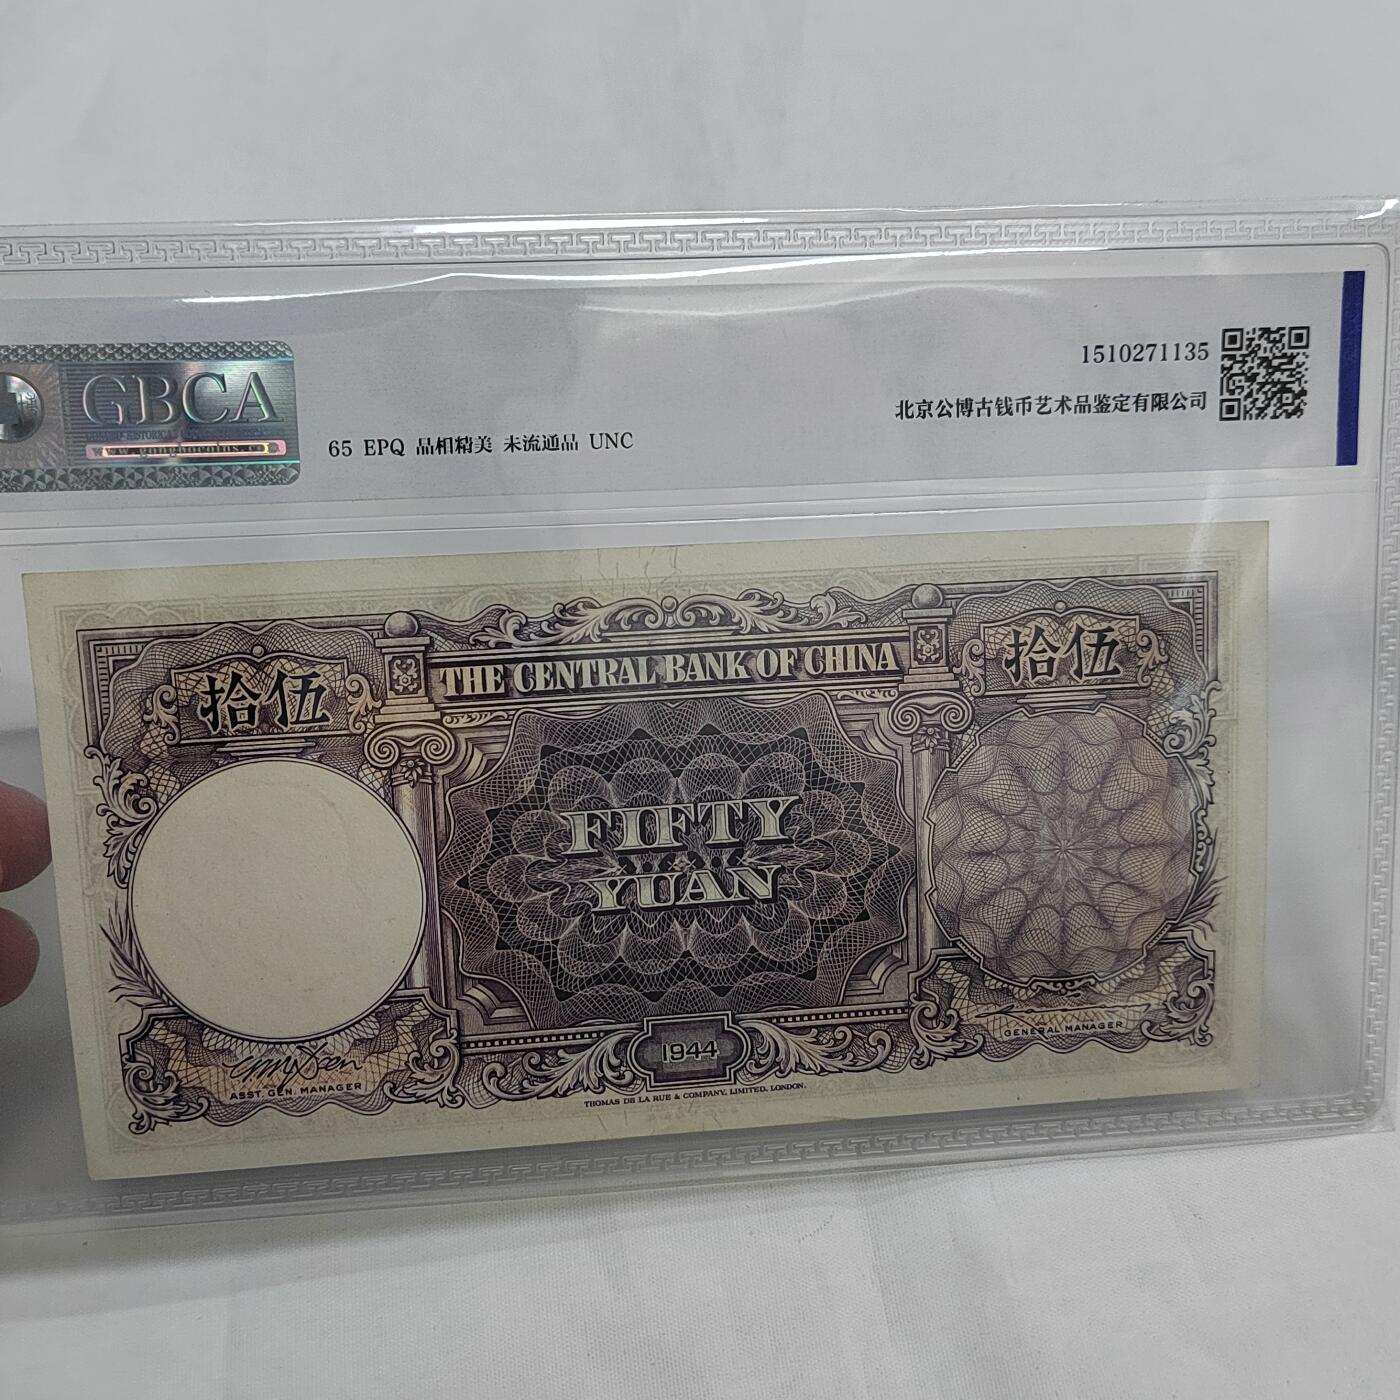 GBCA
65 EPQ 品相精美 未流通品 UNC
1510271135
北京公博古钱币艺术品鉴定有限公司
THE CENTRAL BANK OF CHINA
拾伍
拾伍
FIFTY
YUAN
1944
ASST. GEN. MANAGER
GENERAL MANAGER
THOMAS DE LA RUE & COMPANY, LIMITED, LONDON.